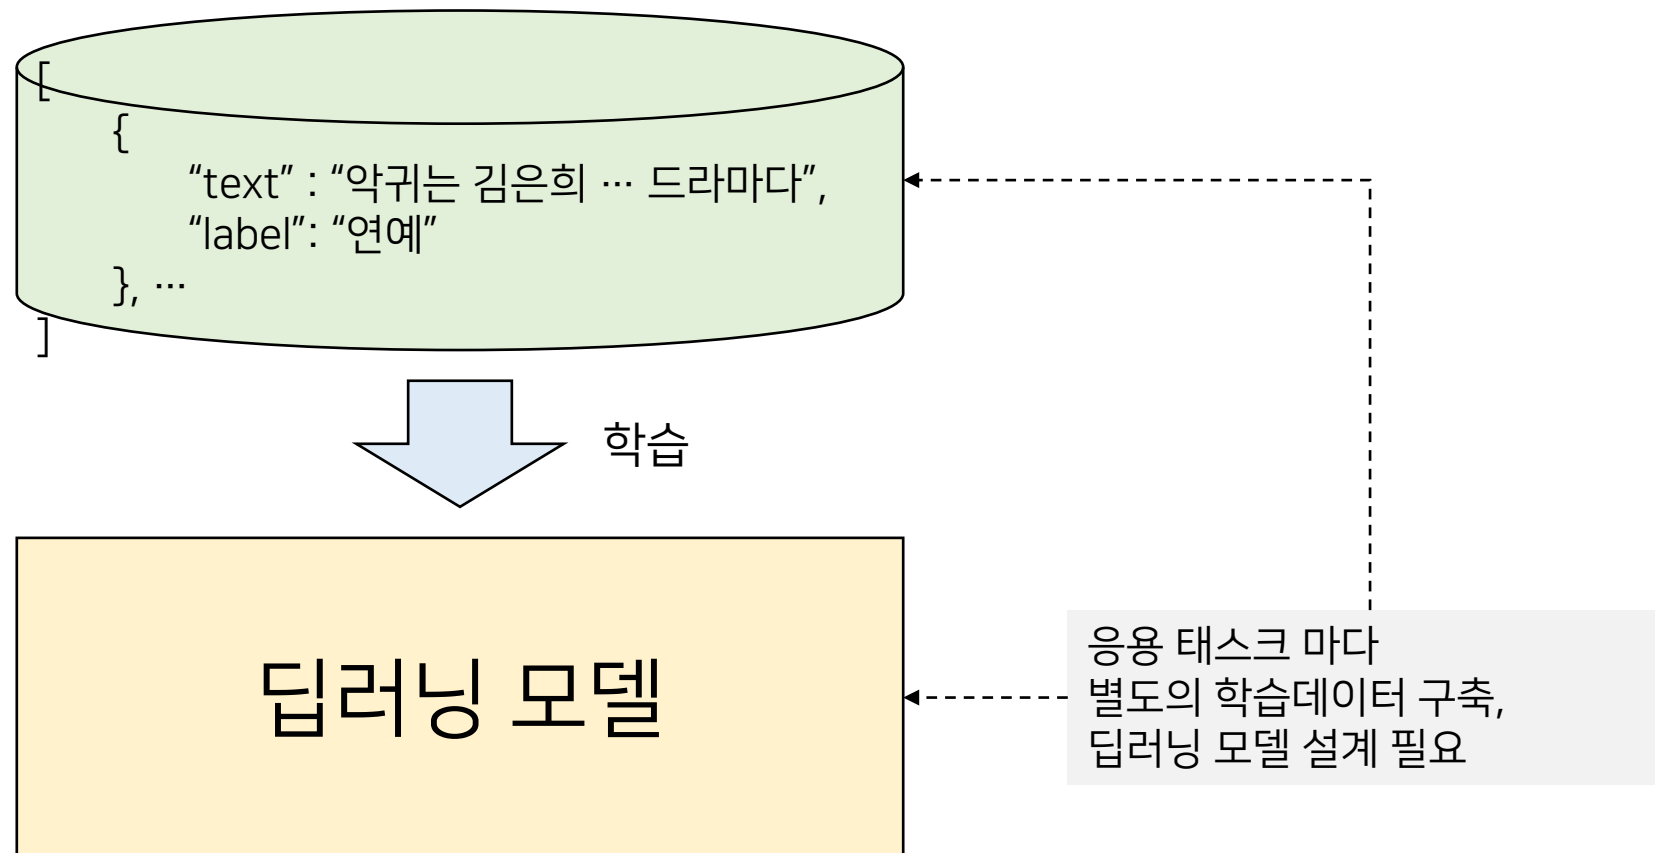 [
{
“text” : “악귀는 김은희 … 드라마다”,
“label”: “연예”
}, …
]
학습
딥러닝 모델
응용 태스크 마다
별도의 학습데이터 구축,
딥러닝 모델 설계 필요